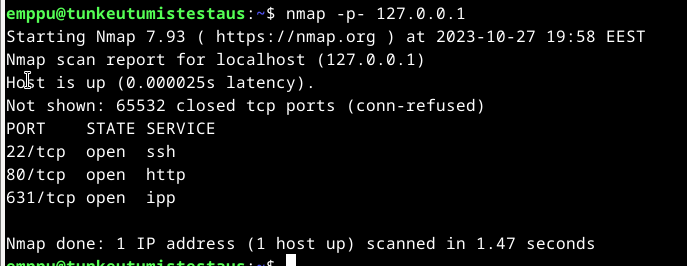 emppu@tunkeutumistestaus:~$ nmap -p- 127.0.0.1
Starting Nmap 7.93 ( https://nmap.org ) at 2023-10-27 19:58 EEST
Nmap scan report for localhost (127.0.0.1)
Host is up (0.000025s latency).
Not shown: 65532 closed tcp ports (conn-refused)
PORT    STATE SERVICE
22/tcp  open  ssh
80/tcp  open  http
631/tcp open  ipp

Nmap done: 1 IP address (1 host up) scanned in 1.47 seconds
emppu@tunkeutumistestaus:~$